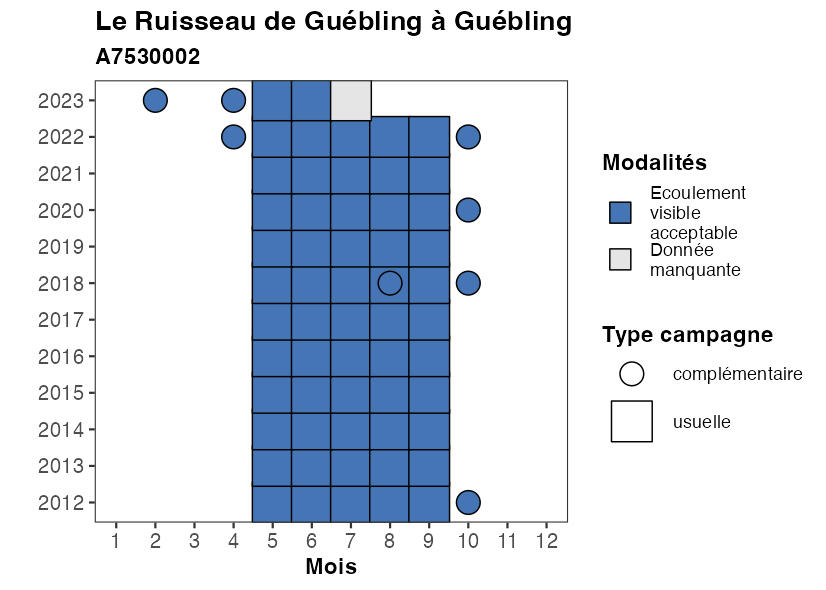 Le Ruisseau de Guébling à Guébling
A7530002
2023
2022
2021
2020
2019
2018
2017
2016
2015
2014
2013
2012
1 2 3 4 5 6 7 8 9 10 11 12
Mois
Modalités
Ecoulement
visible
acceptable
Donnée
manquante
Type campagne
complémentaire
usuelle